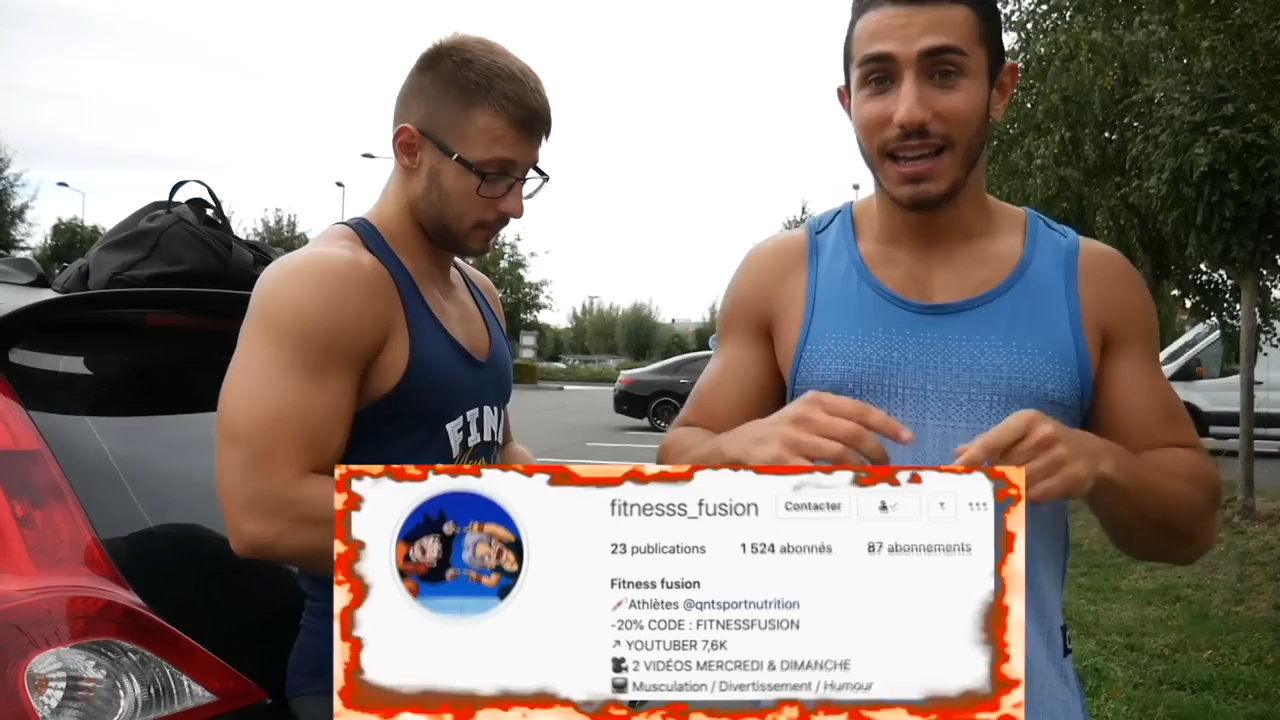 FIN
fitnesss_fusion Contacter
23 publications 1 524 abonnés 87 abonnements
Fitness fusion
Athlètes @qntsportnutrition
-20% CODE : FITNESSFUSION
↗ YOUTUBER 7,6K
2 VIDÉOS MERCREDI & DIMANCHE
Musculation / Divertissement / Humour